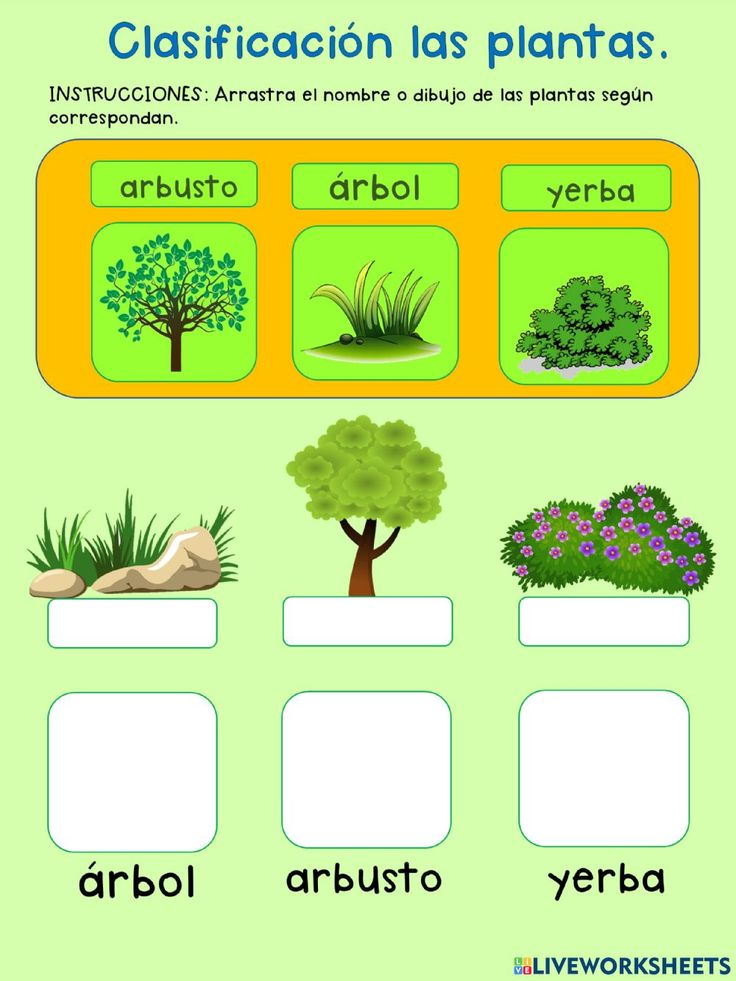 Clasificación las plantas.
INSTRUCCIONES: Arrastra el nombre o dibujo de las plantas según
correspondan.
arbusto árbol yerba
árbol arbusto yerba
LIVE LIVEWORKSHEETS